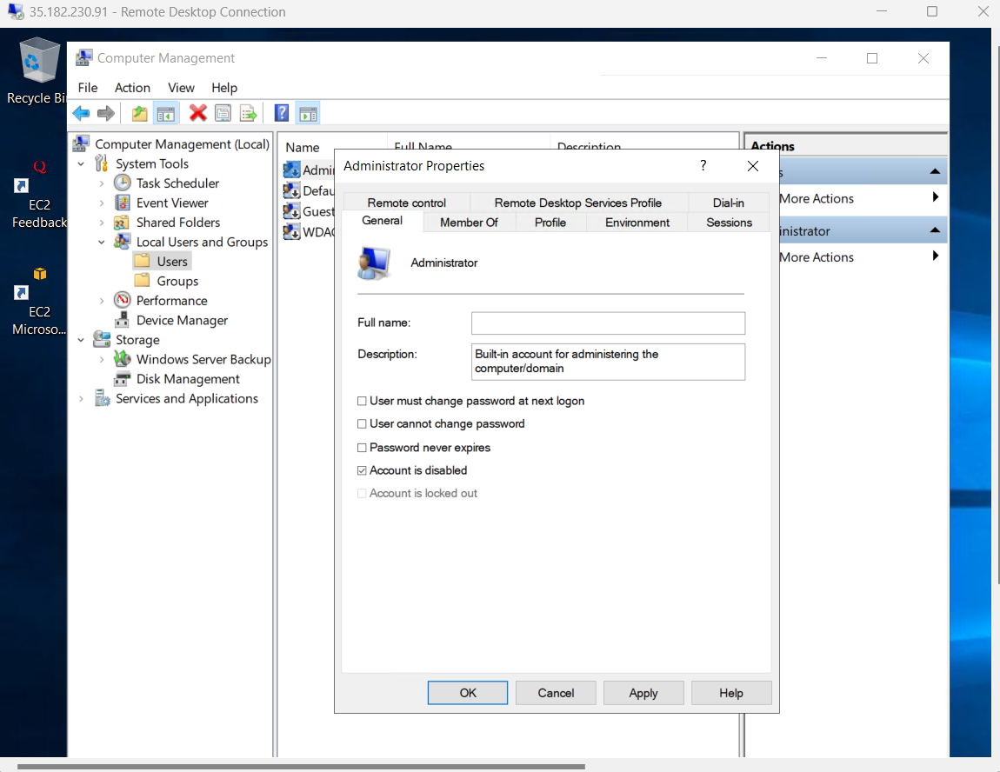 35.182.230.91 - Remote Desktop Connection
Recycle Bi
EC2
Feedback
EC2
Microso...
Computer Management
File Action View Help
Computer Management (Local)
System Tools
Task Scheduler
Event Viewer
Shared Folders
Local Users and Groups
Users
Groups
Performance
Device Manager
Storage
Windows Server Backup
Disk Management
Services and Applications
Name Full Name Description
Admi
Defau
Guest
WDAC
Actions
s
More Actions
inistrator
More Actions
Administrator Properties
?
Remote control Remote Desktop Services Profile Dial-in
General Member Of Profile Environment Sessions
Administrator
Full name:
Description: Built-in account for administering the
computer/domain
User must change password at next logon
User cannot change password
Password never expires
Account is disabled
Account is locked out
OK Cancel Apply Help